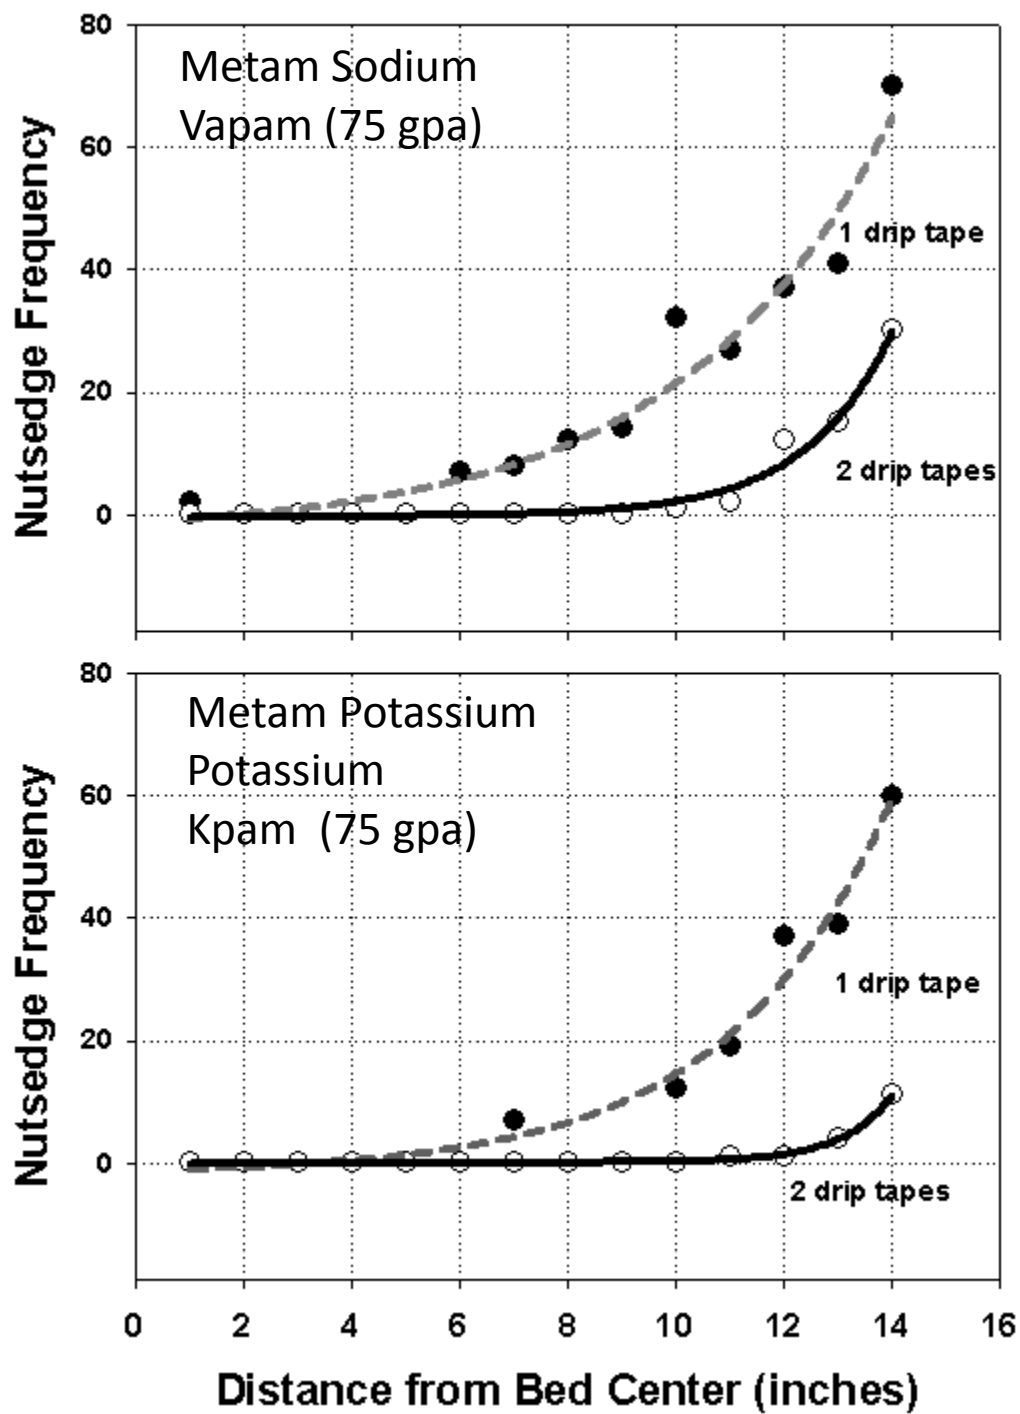 80
Metam Sodium
Vapam (75 gpa)
60
1 drip tape
40
20
2 drip tapes
0
Nutsedge Frequency
80
Metam Potassium
Potassium
Kpam  (75 gpa)
60
40
1 drip tape
20
0
2 drip tapes
Nutsedge Frequency
0 2 4 6 8 10 12 14 16
Distance from Bed Center (inches)